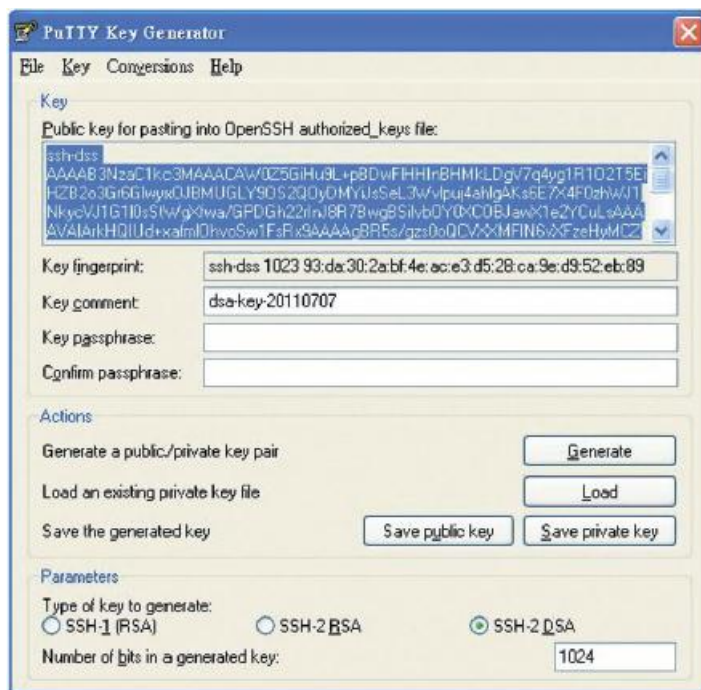 PuTTY Key Generator
File Key Conversions Help
Key
Public key for pasting into OpenSSH authorized_keys file:
ssh-dss
Key fingerprint: ssh-dss 1023 93:da:30:2a:bf:4e:ac:e3:d5:28:ca:9e:d9:52:eb:89
Key comment: dsa-key-20110707
Key passphrase:
Confirm passphrase:
Actions
Generate a public/private key pair Generate
Load an existing private key file Load
Save the generated key Save public key Save private key
Parameters
Type of key to generate:
SSH-1 (RSA) SSH-2 RSA SSH-2 DSA
Number of bits in a generated key: 1024